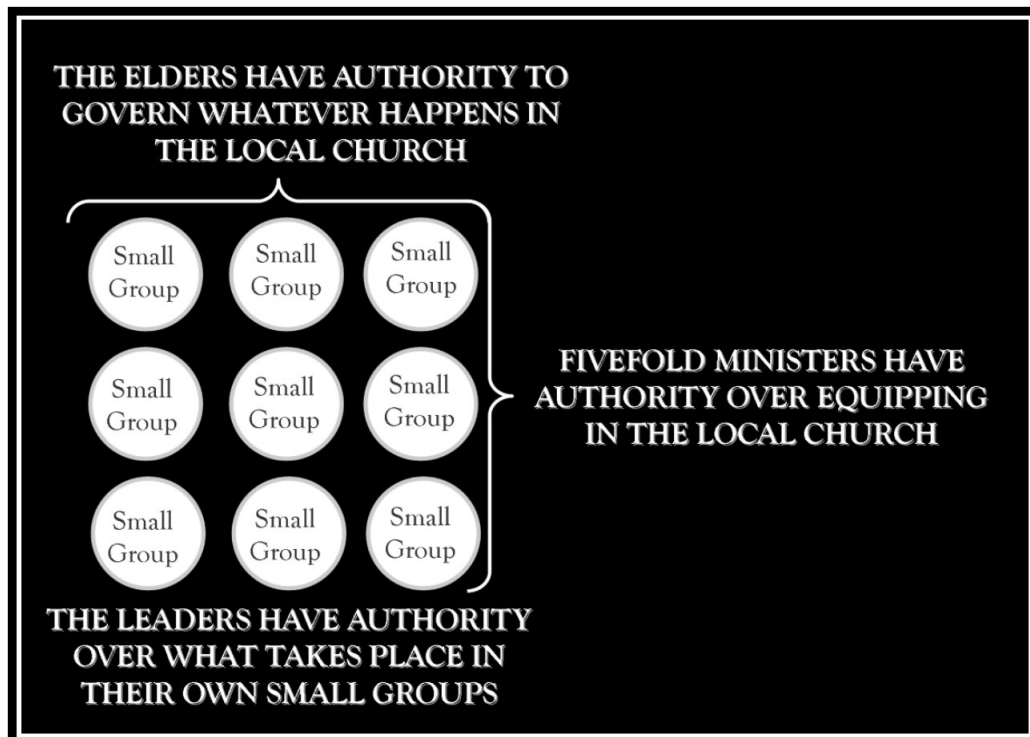 THE ELDERS HAVE AUTHORITY TO
GOVERN WHATEVER HAPPENS IN
THE LOCAL CHURCH
Small
Group
Small
Group
Small
Group
Small
Group
Small
Group
Small
Group
Small
Group
Small
Group
Small
Group
FIVEFOLD MINISTERS HAVE
AUTHORITY OVER EQUIPPING
IN THE LOCAL CHURCH
THE LEADERS HAVE AUTHORITY
OVER WHAT TAKES PLACE IN
THEIR OWN SMALL GROUPS